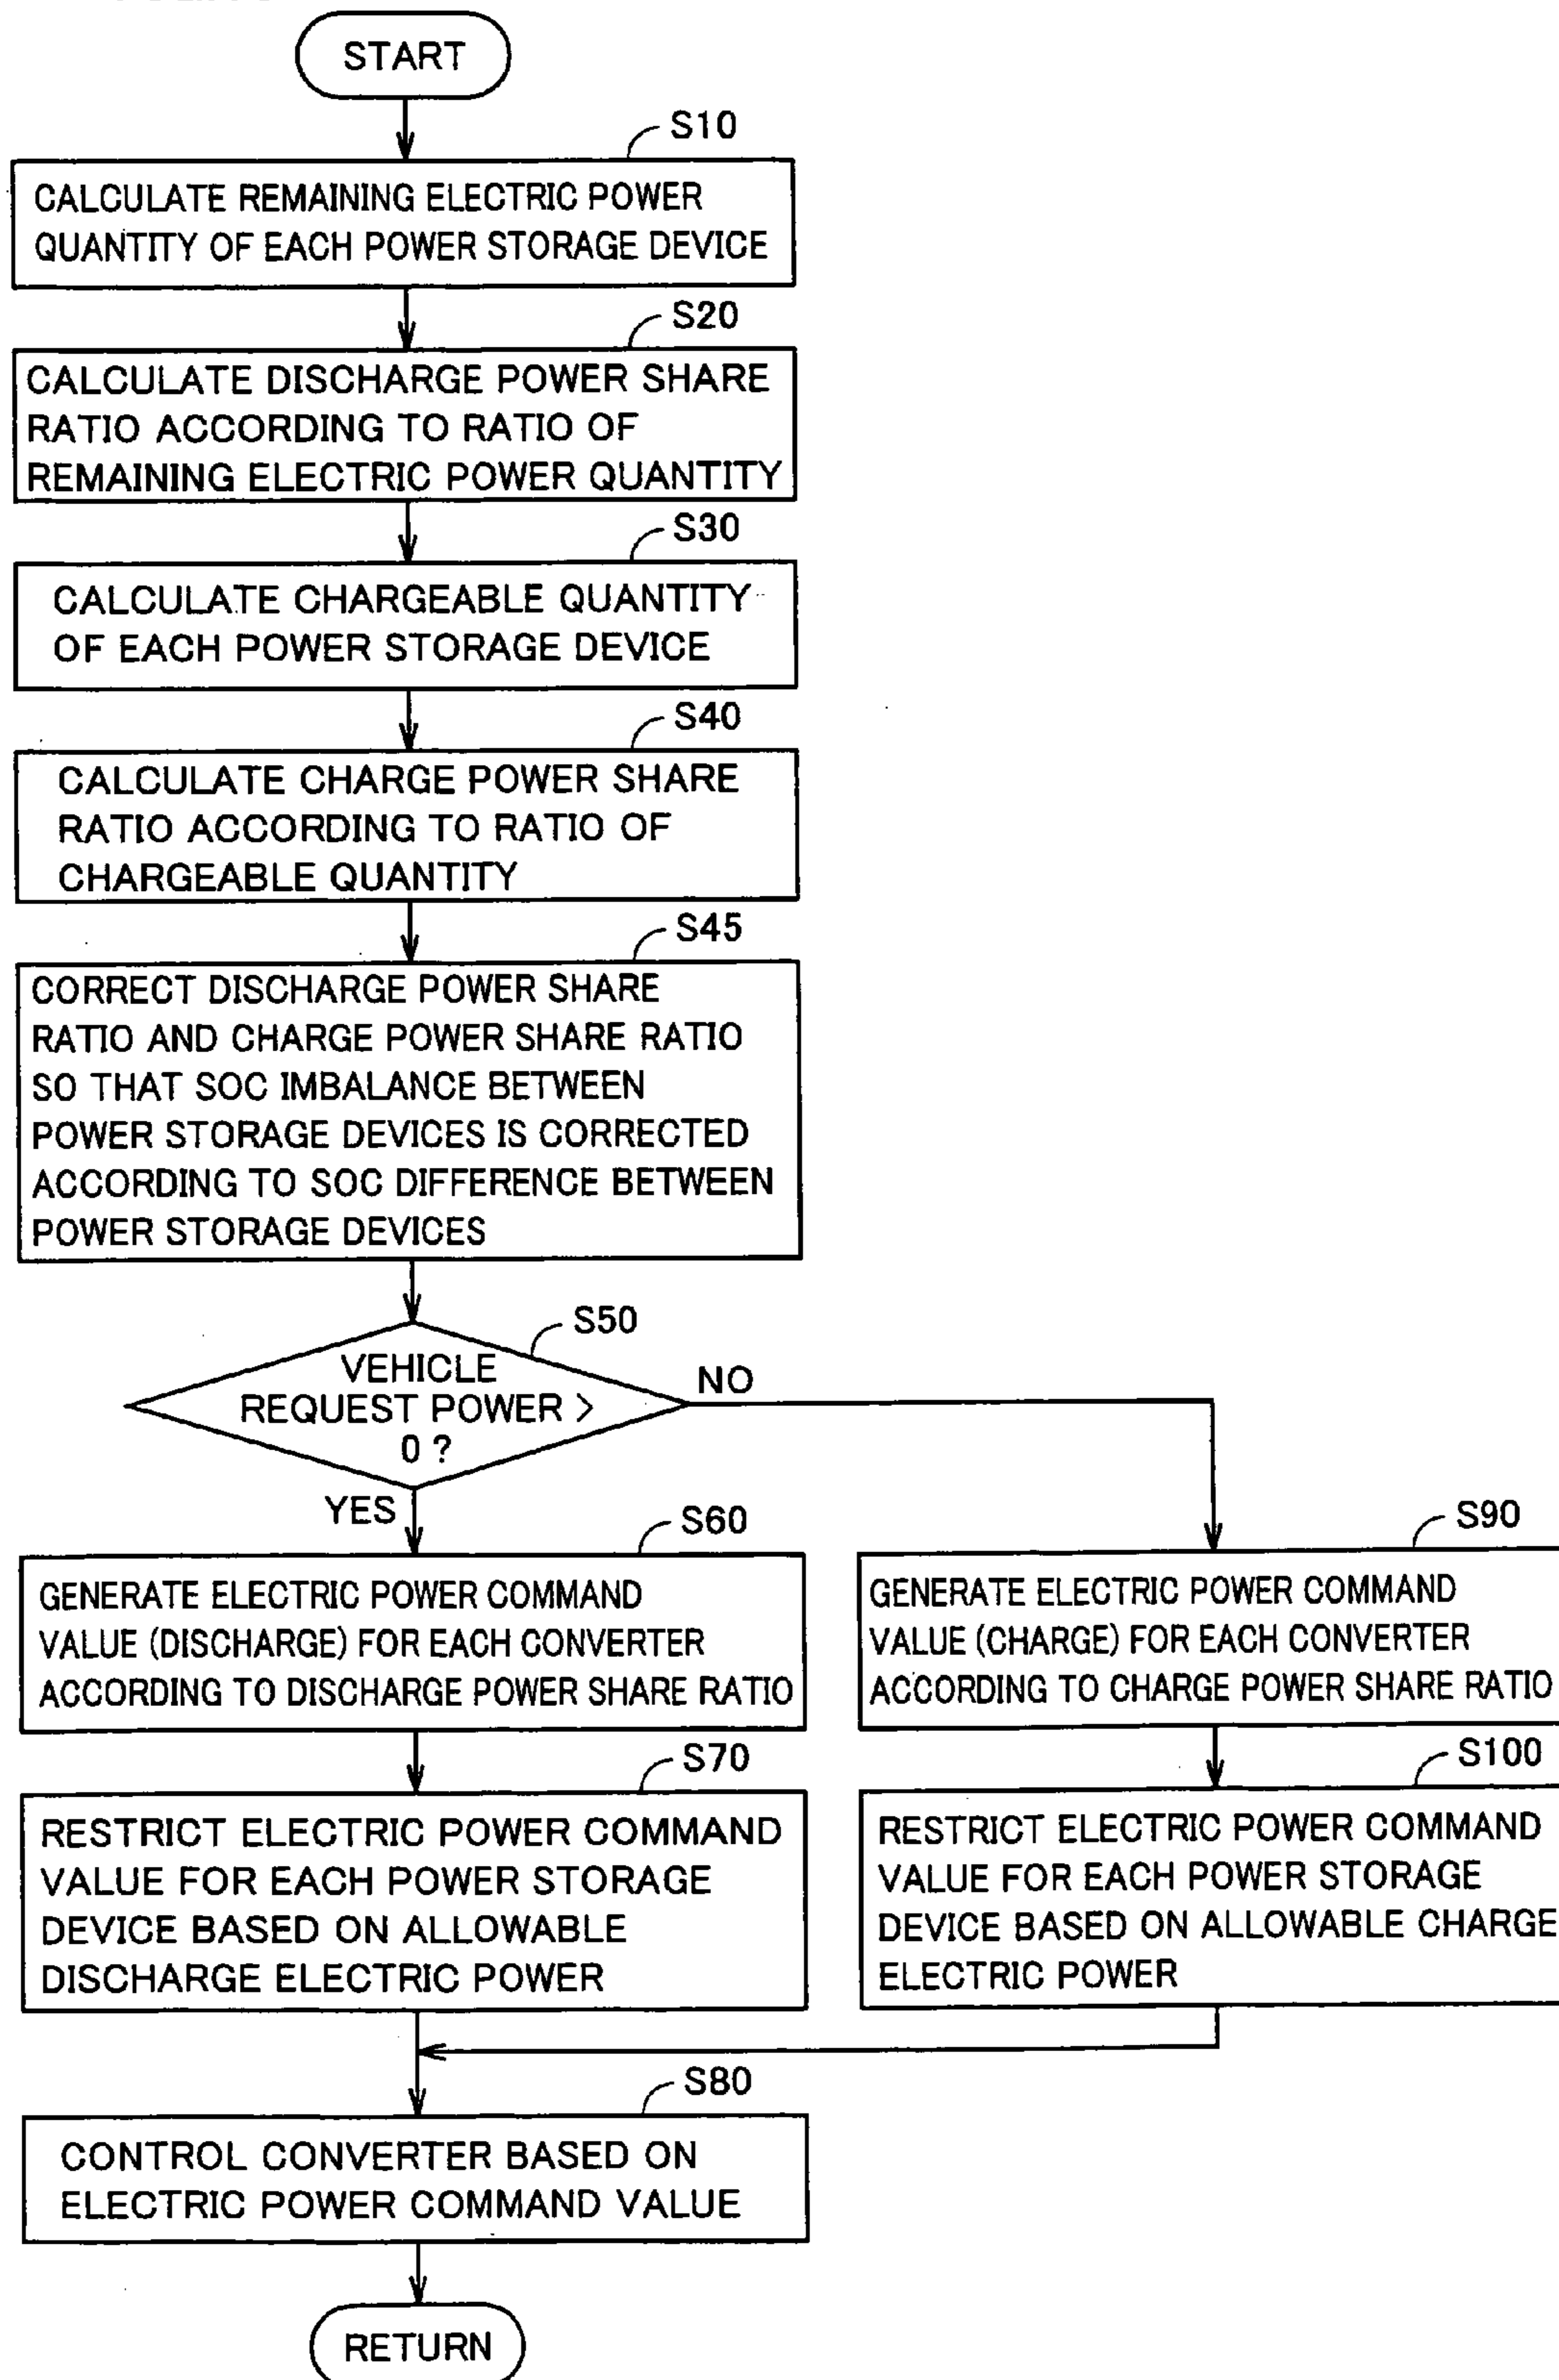 START
S10
CALCULATE REMAINING ELECTRIC POWER
QUANTITY OF EACH POWER STORAGE DEVICE
S20
CALCULATE DISCHARGE POWER SHARE
RATIO ACCORDING TO RATIO OF
REMAINING ELECTRIC POWER QUANTITY
S30
CALCULATE CHARGEABLE QUANTITY
OF EACH POWER STORAGE DEVICE
S40
CALCULATE CHARGE POWER SHARE
RATIO ACCORDING TO RATIO OF
CHARGEABLE QUANTITY
S45
CORRECT DISCHARGE POWER SHARE
RATIO AND CHARGE POWER SHARE RATIO
SO THAT SOC IMBALANCE BETWEEN
POWER STORAGE DEVICES IS CORRECTED
ACCORDING TO SOC DIFFERENCE BETWEEN
POWER STORAGE DEVICES
S50
VEHICLE
REQUEST POWER >
0 ?
NO
YES
S60
GENERATE ELECTRIC POWER COMMAND
VALUE (DISCHARGE) FOR EACH CONVERTER
ACCORDING TO DISCHARGE POWER SHARE RATIO
S90
GENERATE ELECTRIC POWER COMMAND
VALUE (CHARGE) FOR EACH CONVERTER
ACCORDING TO CHARGE POWER SHARE RATIO
S70
RESTRICT ELECTRIC POWER COMMAND
VALUE FOR EACH POWER STORAGE
DEVICE BASED ON ALLOWABLE
DISCHARGE ELECTRIC POWER
S100
RESTRICT ELECTRIC POWER COMMAND
VALUE FOR EACH POWER STORAGE
DEVICE BASED ON ALLOWABLE CHARGE
ELECTRIC POWER
S80
CONTROL CONVERTER BASED ON
ELECTRIC POWER COMMAND VALUE
RETURN